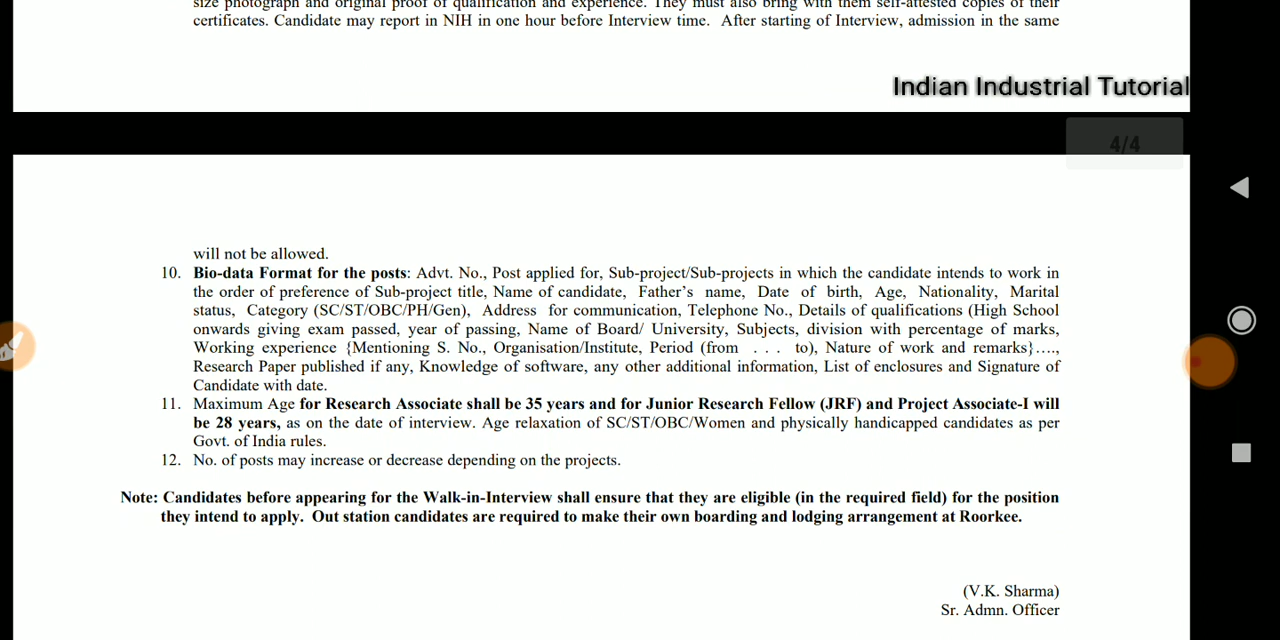 size photograph and original proof of qualification and experience. They must also bring with them self-attested copies of their
certificates. Candidate may report in NIH in one hour before Interview time. After starting of Interview, admission in the same
Indian Industrial Tutorial
4/4
will not be allowed.
10. Bio-data Format for the posts: Advt. No., Post applied for, Sub-project/Sub-projects in which the candidate intends to work in
the order of preference of Sub-project title, Name of candidate, Father's name, Date of birth, Age, Nationality, Marital
status, Category (SC/ST/OBC/PH/Gen), Address for communication, Telephone No., Details of qualifications (High School
onwards giving exam passed, year of passing, Name of Board/ University, Subjects, division with percentage of marks,
Working experience {Mentioning S. No., Organisation/Institute, Period (from . . . to), Nature of work and remarks}….,
Research Paper published if any, Knowledge of software, any other additional information, List of enclosures and Signature of
Candidate with date.
11. Maximum Age for Research Associate shall be 35 years and for Junior Research Fellow (JRF) and Project Associate-I will
be 28 years, as on the date of interview. Age relaxation of SC/ST/OBC/Women and physically handicapped candidates as per
Govt. of India rules.
12. No. of posts may increase or decrease depending on the projects.
Note: Candidates before appearing for the Walk-in-Interview shall ensure that they are eligible (in the required field) for the position
they intend to apply. Out station candidates are required to make their own boarding and lodging arrangement at Roorkee.
(V.K. Sharma)
Sr. Admn. Officer